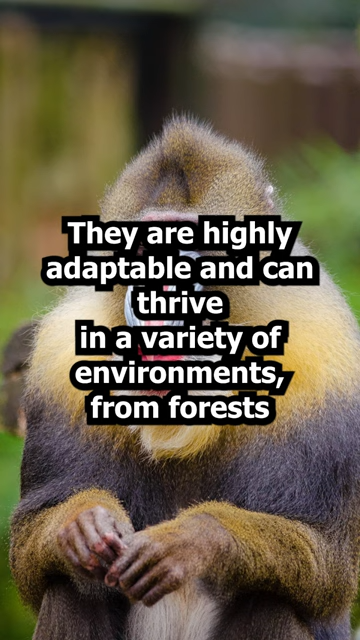 They are highly
adaptable and can
thrive
in a variety of
environments,
from forests